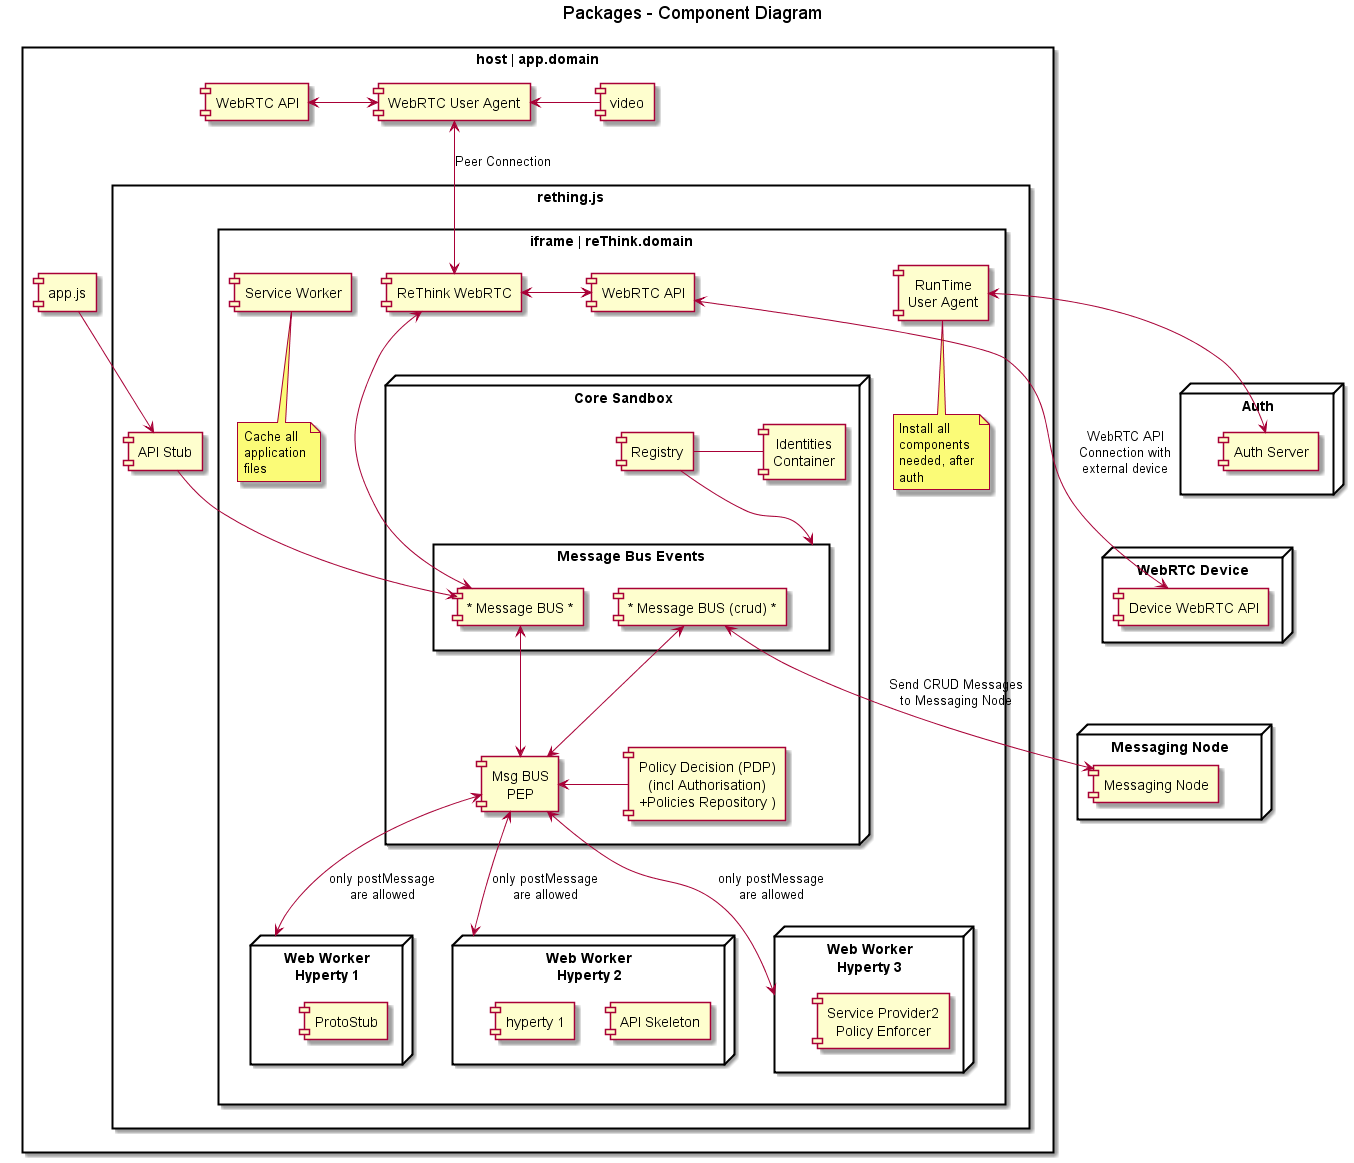 Packages - Component Diagram
host | app.domain
WebRTC API
WebRTC User Agent
video
Peer Connection
rething.js
iframe | reThink.domain
app.js
Service Worker
ReThink WebRTC
WebRTC API
RunTime
User Agent
Core Sandbox
Auth
Cache all
application
files
API Stub
Registry
Identities
Container
Install all
components
needed, after
auth
WebRTC API
Connection with
external device
Auth Server
Message Bus Events
WebRTC Device
* Message BUS *
* Message BUS (crud) *
Device WebRTC API
Send CRUD Messages
to Messaging Node
Messaging Node
Msg BUS
PEP
Policy Decision (PDP)
(incl Authorisation)
+Policies Repository )
Messaging Node
only postMessage
are allowed
only postMessage
are allowed
only postMessage
are allowed
Web Worker
Hyperty 1
Web Worker
Hyperty 2
Web Worker
Hyperty 3
ProtoStub
hyperty 1
API Skeleton
Service Provider2
Policy Enforcer